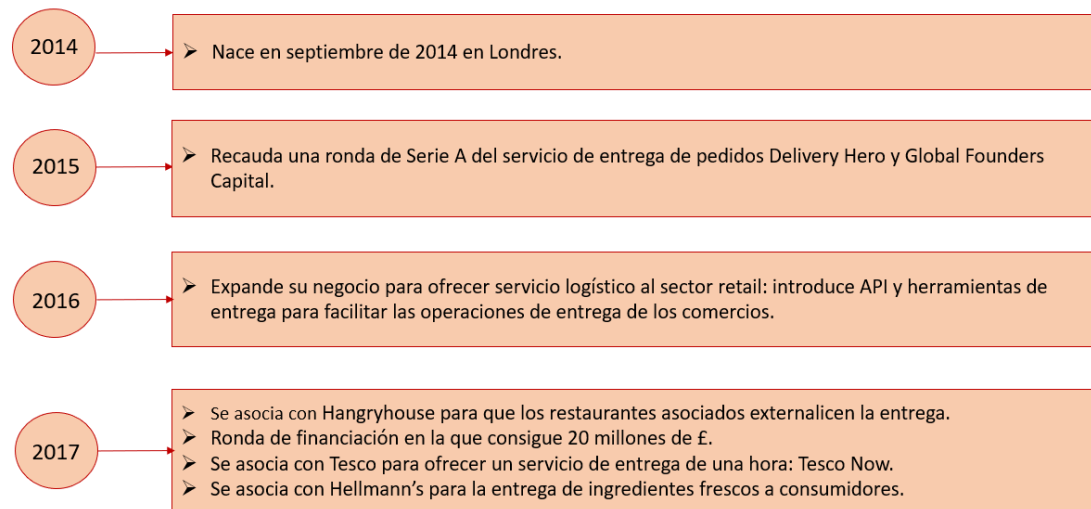 2014
➢ Nace en septiembre de 2014 en Londres.
2015
➢ Recauda una ronda de Serie A del servicio de entrega de pedidos Delivery Hero y Global Founders
Capital.
2016
➢ Expande su negocio para ofrecer servicio logístico al sector retail: introduce API y herramientas de
entrega para facilitar las operaciones de entrega de los comercios.
2017
➢ Se asocia con Hangryhouse para que los restaurantes asociados externalicen la entrega.
➢ Ronda de financiación en la que consigue 20 millones de £.
➢ Se asocia con Tesco para ofrecer un servicio de entrega de una hora: Tesco Now.
➢ Se asocia con Hellmann’s para la entrega de ingredientes frescos a consumidores.